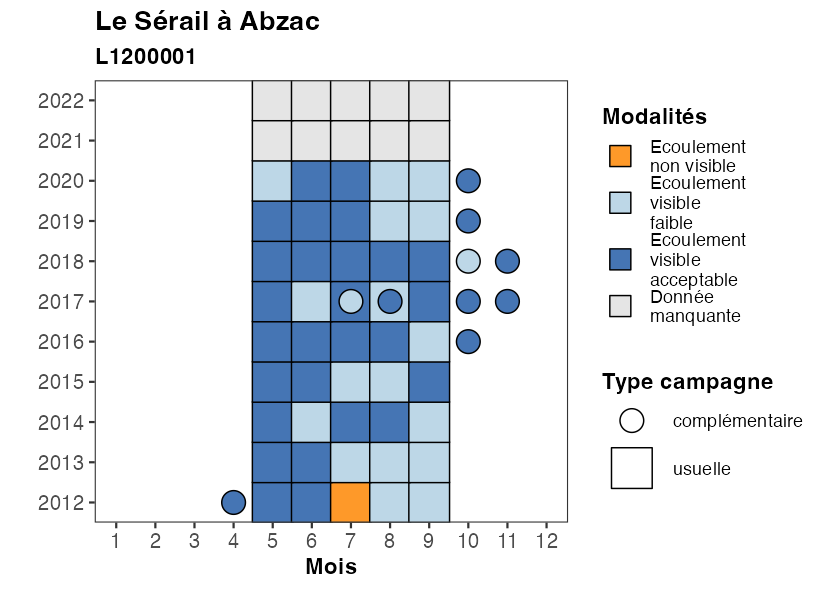 Le Sérail à Abzac
L1200001
2022
2021
2020
2019
2018
2017
2016
2015
2014
2013
2012
1 2 3 4 5 6 7 8 9 10 11 12
Mois
Modalités
Ecoulement
non visible
Ecoulement
visible
faible
Ecoulement
visible
acceptable
Donnée
manquante
Type campagne
complémentaire
usuelle